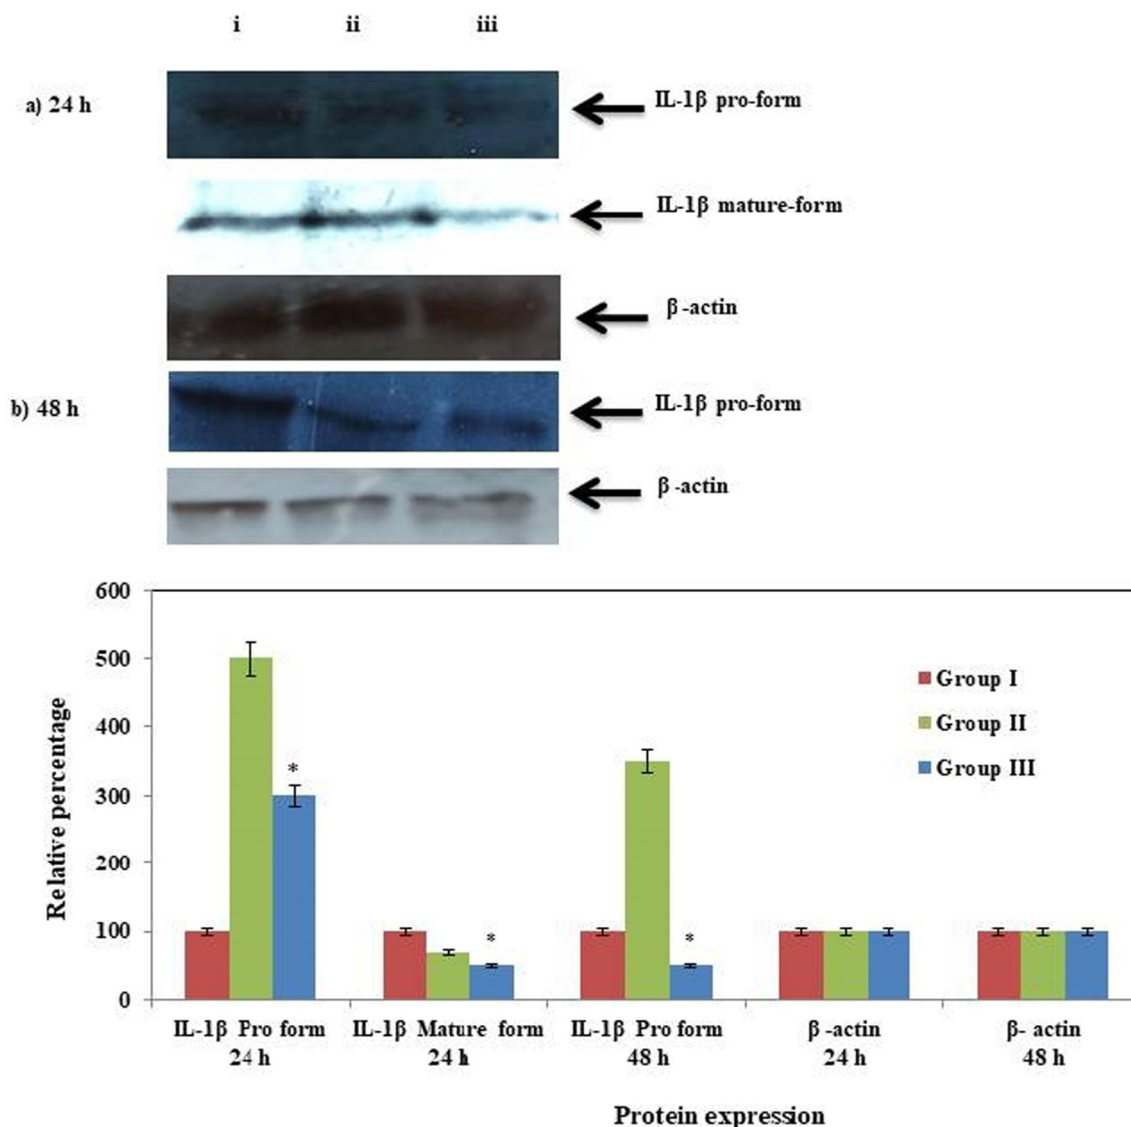 i ii iii
a) 24 h
IL-1β pro-form
IL-1β mature-form
β-actin
b) 48 h
IL-1β pro-form
β-actin
600
500
400
300
200
100
0
Relative percentage
Group I
Group II
Group III
*
*
*
IL-1β Pro form
24 h
IL-1β Mature form
24 h
IL-1β Pro form
48 h
β-actin
24 h
β- actin
48 h
Protein expression